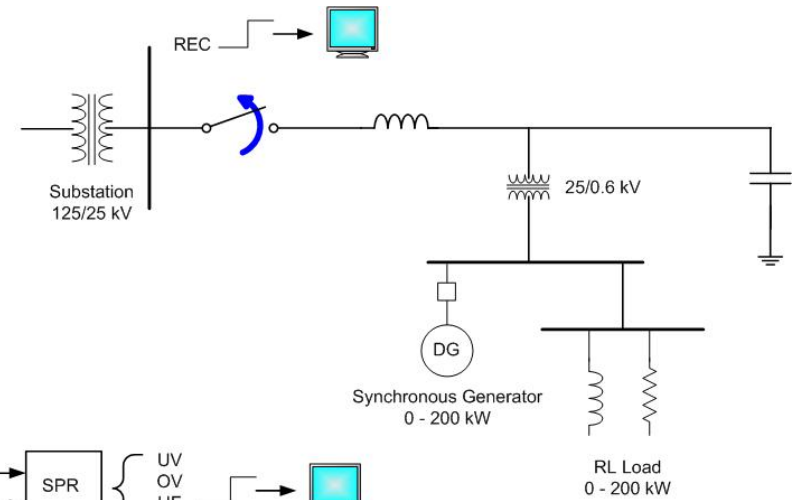 REC
Substation
125/25 kV
25/0.6 kV
DG
Synchronous Generator
0 - 200 kW
RL Load
0 - 200 kW
SPR
UV
OV